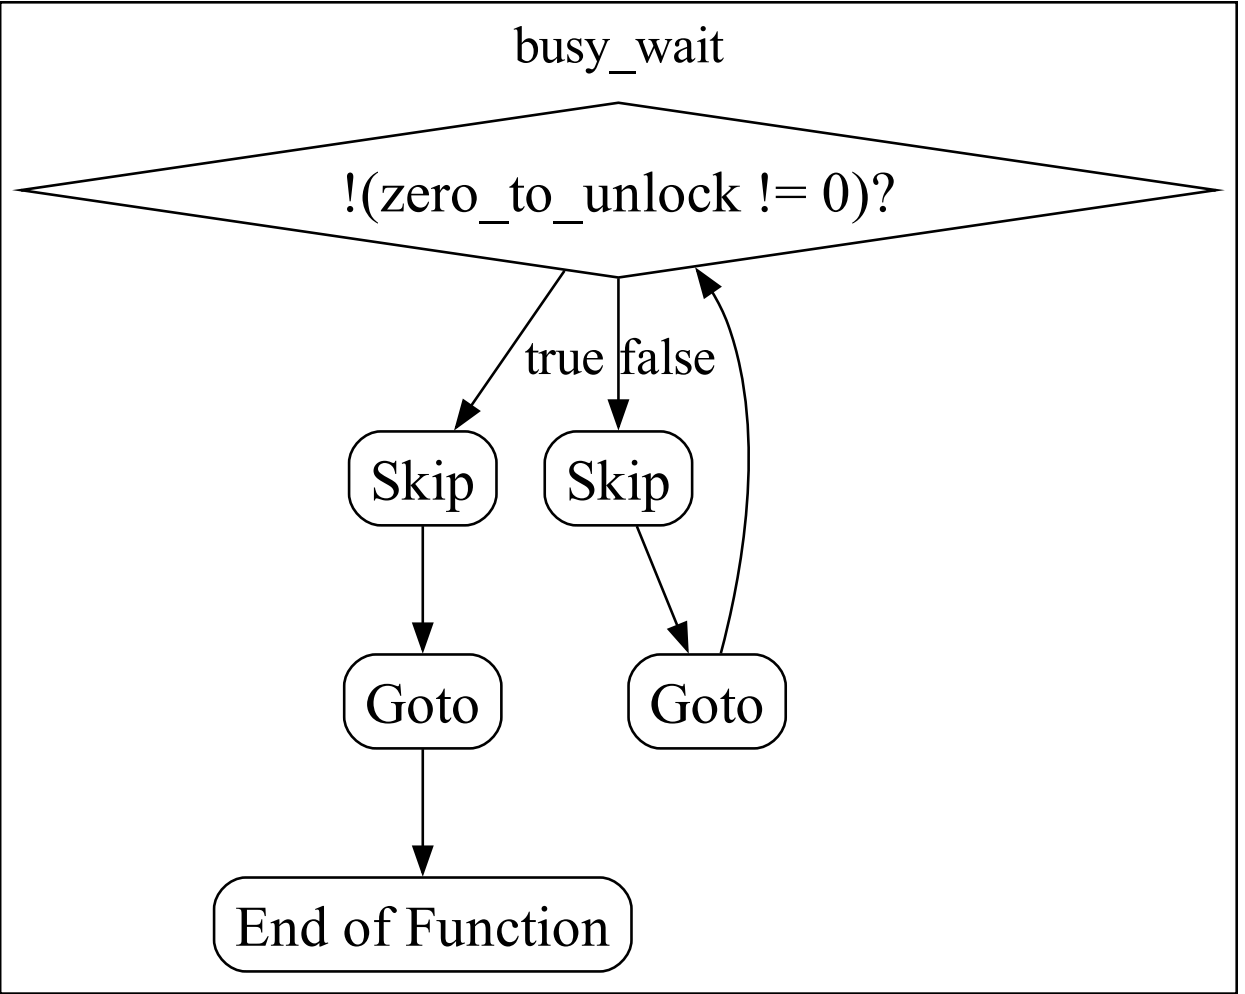 busy_wait
!(zero_to_unlock != 0)?
true false
Skip Skip
Goto Goto
End of Function